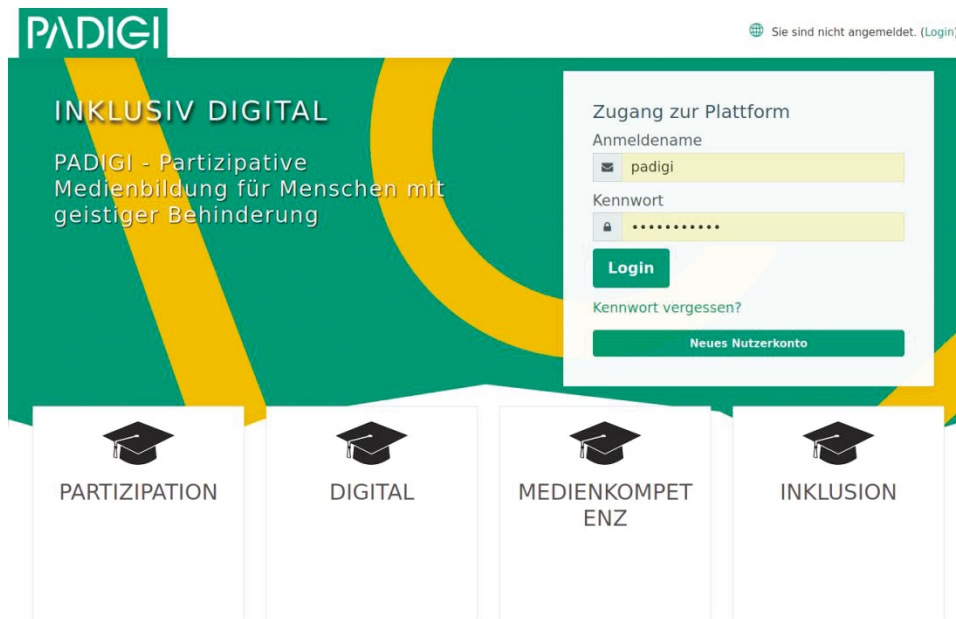 PADIGI
Sie sind nicht angemeldet. (Login)
INKLUSIV DIGITAL
PADIGI - Partizipative
Medienbildung für Menschen mit
geistiger Behinderung
Zugang zur Plattform
Anmeldename
padigi
Kennwort
•••••••••••
Login
Kennwort vergessen?
Neues Nutzerkonto
PARTIZIPATION
DIGITAL
MEDIENKOMPET
ENZ
INKLUSION